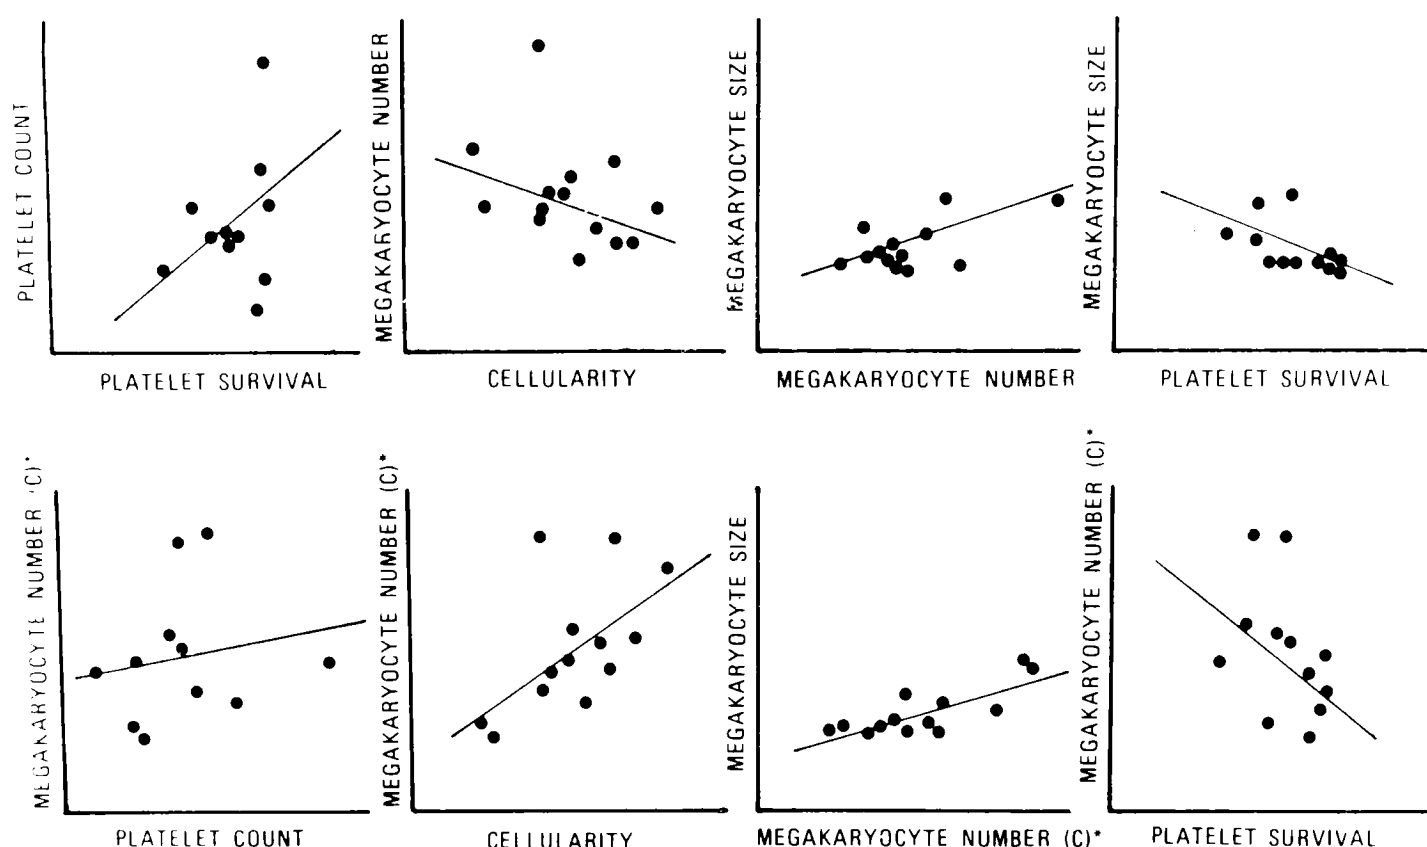 PLATELET COUNT
PLATELET SURVIVAL
MEGAKARYOCYTE NUMBER
CELLULARITY
MEGAKARYOCYTE SIZE
MEGAKARYOCYTE NUMBER
MEGAKARYOCYTE SIZE
PLATELET SURVIVAL
MEGAKARYOCYTE NUMBER (C)*
PLATELET COUNT
MEGAKARYOCYTE NUMBER (C)*
CELLULARITY
MEGAKARYOCYTE SIZE
MEGAKARYOCYTE NUMBER (C)*
MEGAKARYOCYTE NUMBER (C)*
PLATELET SURVIVAL